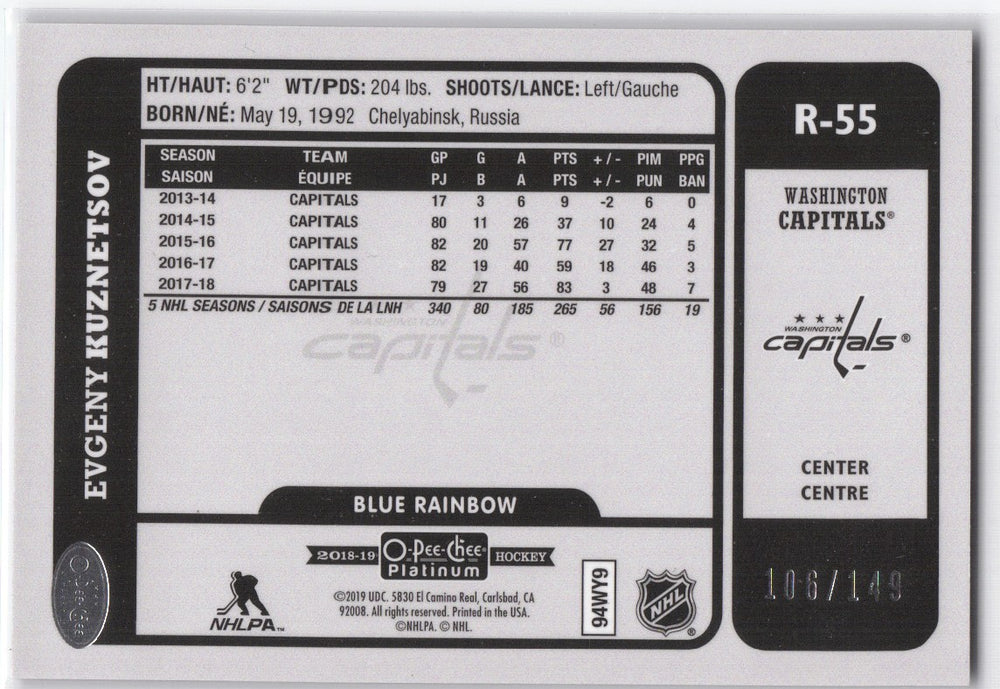 HT/HAUT: 6'2" WT/PDS: 204 lbs. SHOOTS/LANCE: Left/Gauche
BORN/NÉ: May 19, 1992 Chelyabinsk, Russia
SEASON TEAM GP G A PTS +/- PIM PPG
SAISON ÉQUIPE PJ B A PTS +/- PUN BAN
2013-14 CAPITALS 17 3 6 9 -2 6 0
2014-15 CAPITALS 80 11 26 37 10 24 4
2015-16 CAPITALS 82 20 57 77 27 32 5
2016-17 CAPITALS 82 19 40 59 18 46 3
2017-18 CAPITALS 79 27 56 83 3 48 7
5 NHL SEASONS / SAISONS DE LA LNH 340 80 185 265 56 156 19
WASHINGTON
capitals®
EVGENY KUZNETSOV
BLUE RAINBOW
2018-19 O-Pee-Chee® HOCKEY
Platinum
©2019 UDC. 5830 El Camino Real, Carlsbad, CA
92008. All rights reserved. Printed in the USA.
©NHLPA. © NHL.
NHLPA™
94WY9
NHL®
O-Pee-Chee
R-55
WASHINGTON
CAPITALS®
WASHINGTON
capitals®
CENTER
CENTRE
106/149